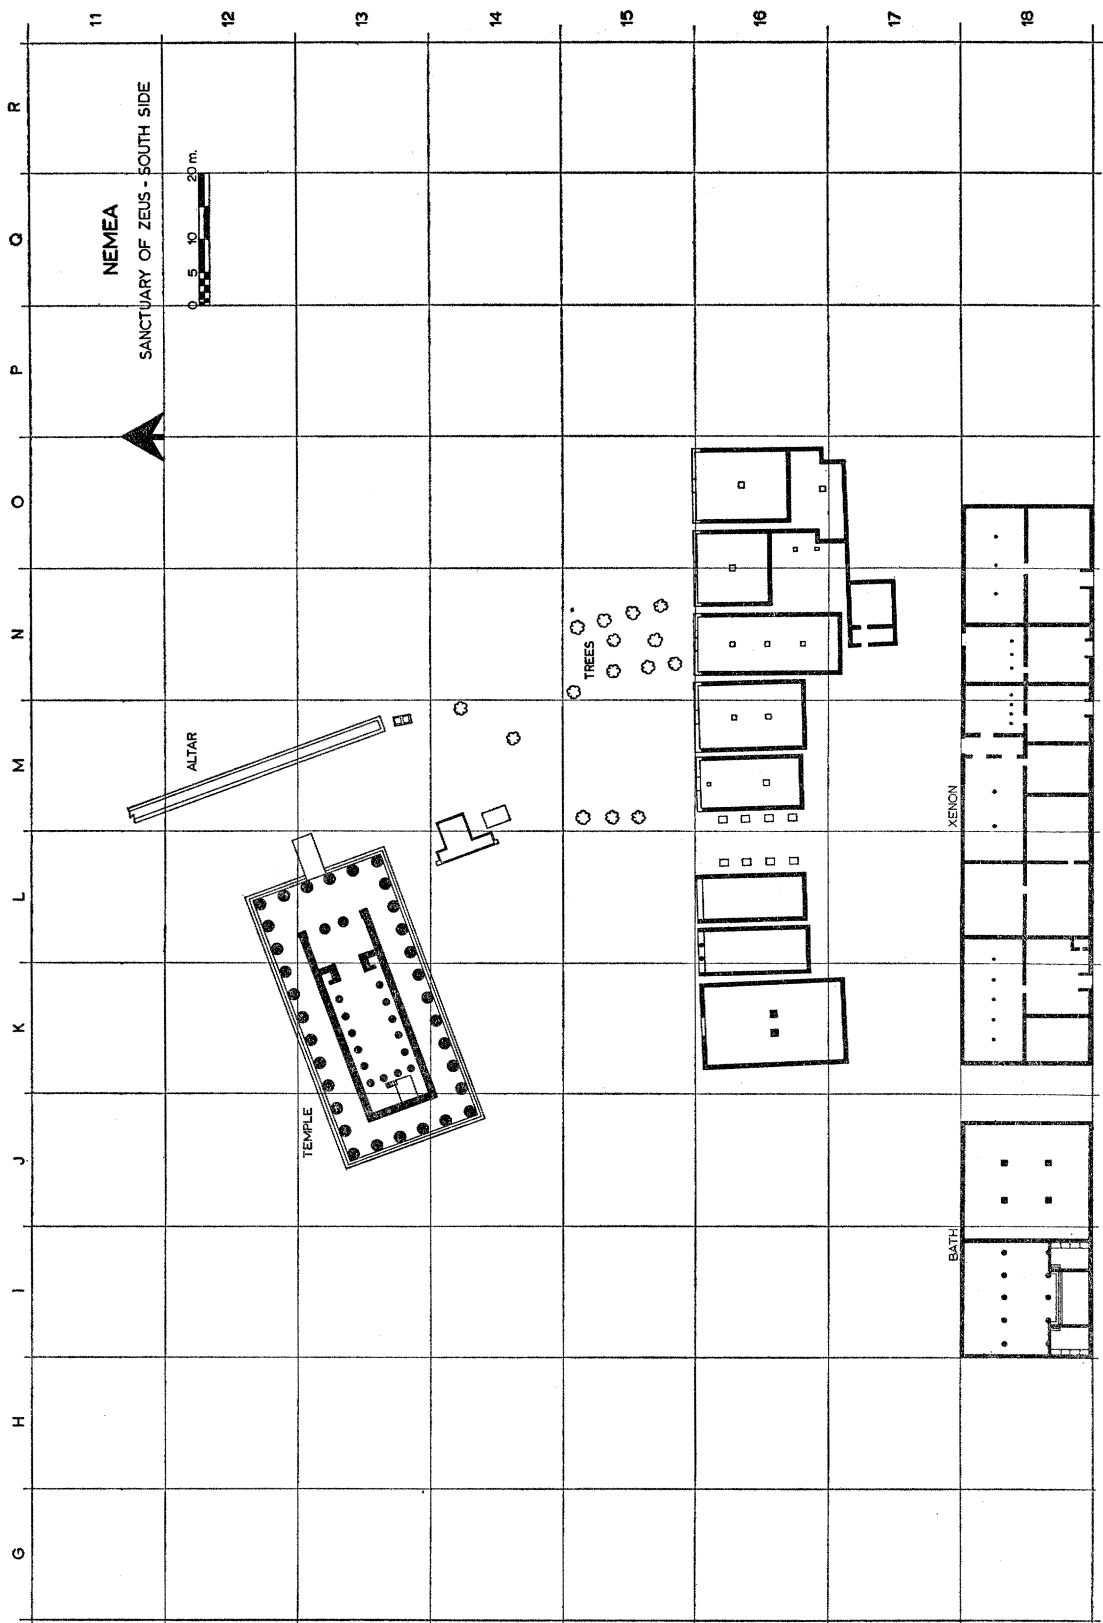 11 12 13 14 15 16 17 18
R
Q
P
O
N
M
L
K
J
I
H
G
NEMEA
SANCTUARY OF ZEUS - SOUTH SIDE
0 5 10 20 m.
ALTAR
TREES
TEMPLE
XENON
BATH